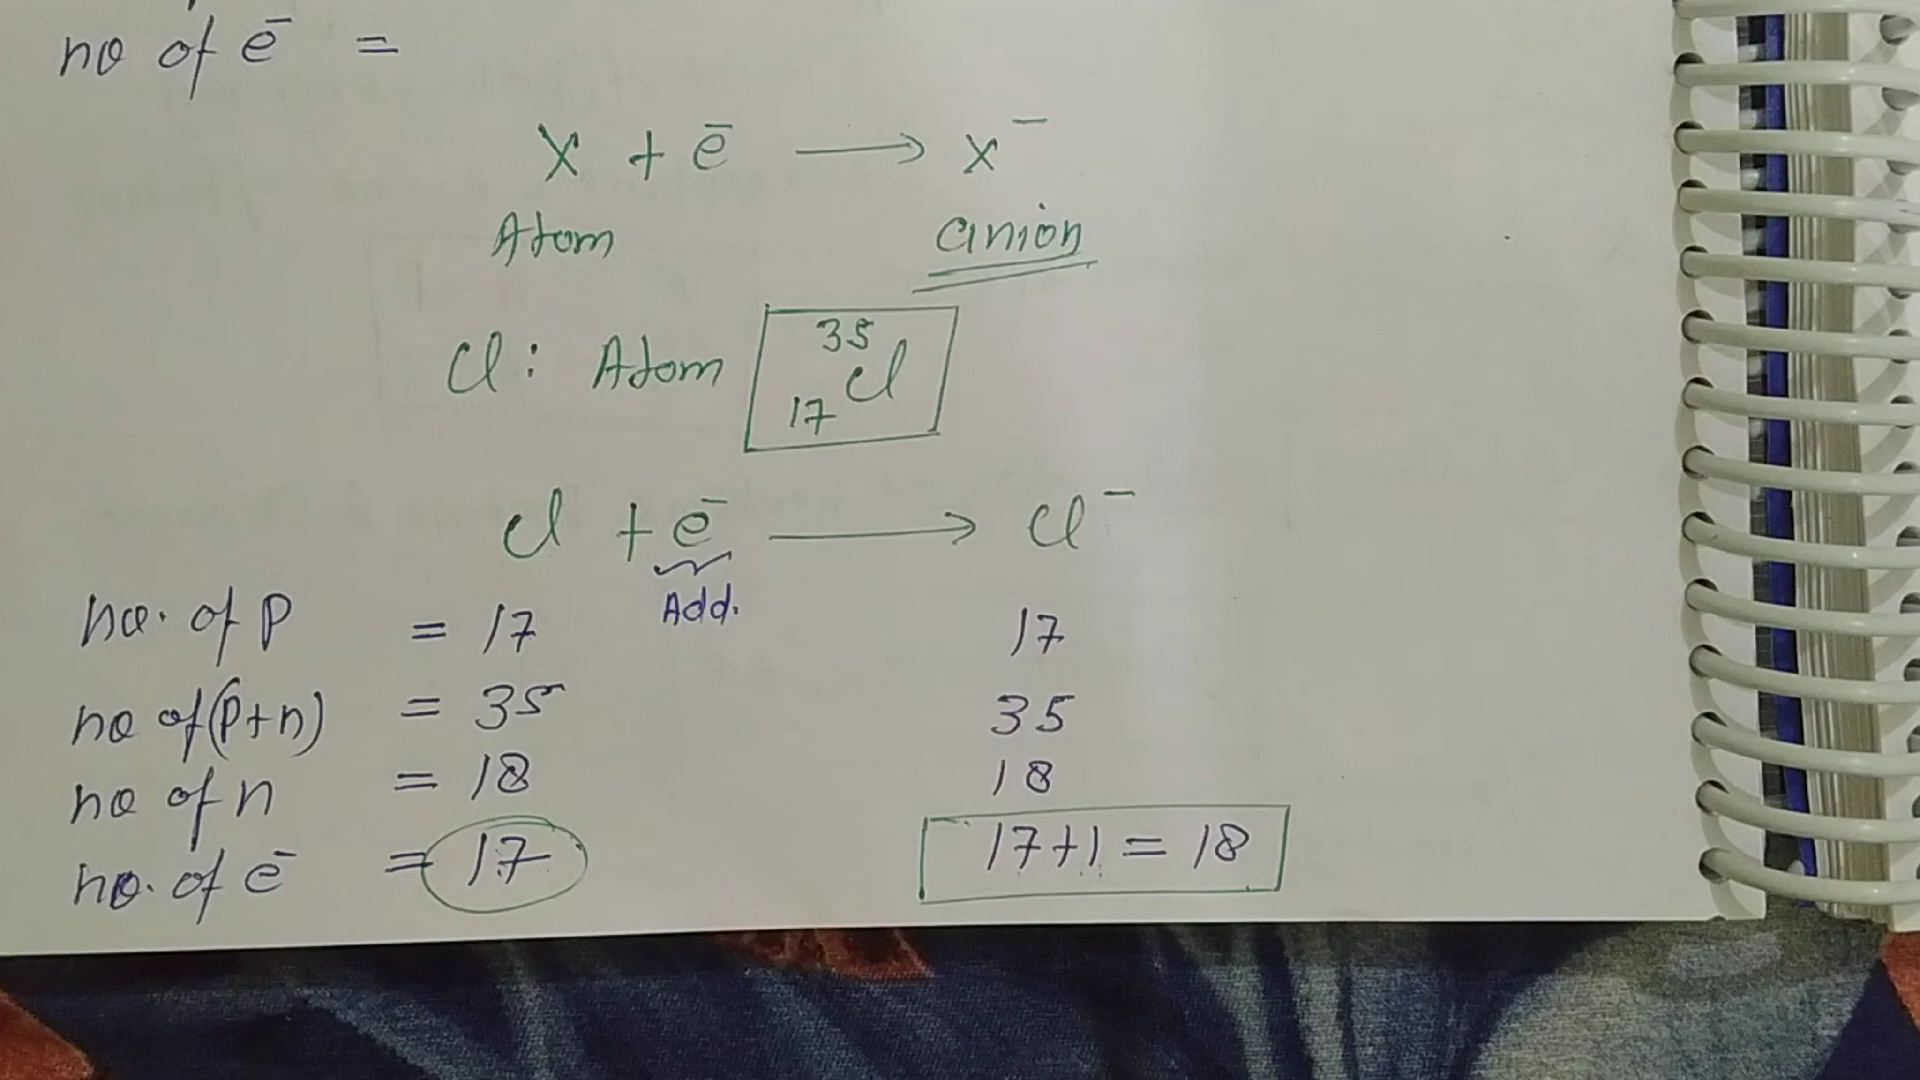 no of e̅ =
X + e̅ ⟶ x⁻
Atom anion
Cl: Atom ³⁵₁₇Cl
Cl + e̅ ⟶ Cl⁻
Add.
no. of p = 17 17
no of (p+n) = 35 35
no of n = 18 18
no. of e̅ = 17 17+1 = 18